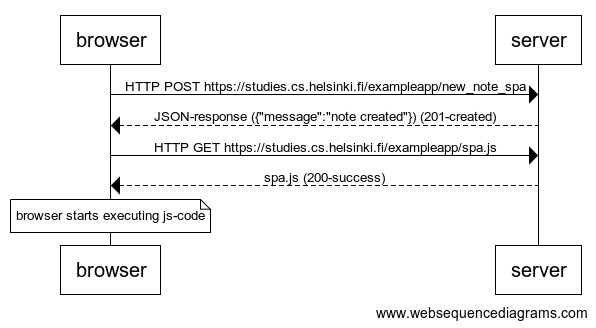 browser server
HTTP POST https://studies.cs.helsinki.fi/exampleapp/new_note_spa
JSON-response ({"message":"note created"}) (201-created)
HTTP GET https://studies.cs.helsinki.fi/exampleapp/spa.js
spa.js (200-success)
browser starts executing js-code
browser server
www.websequencediagrams.com